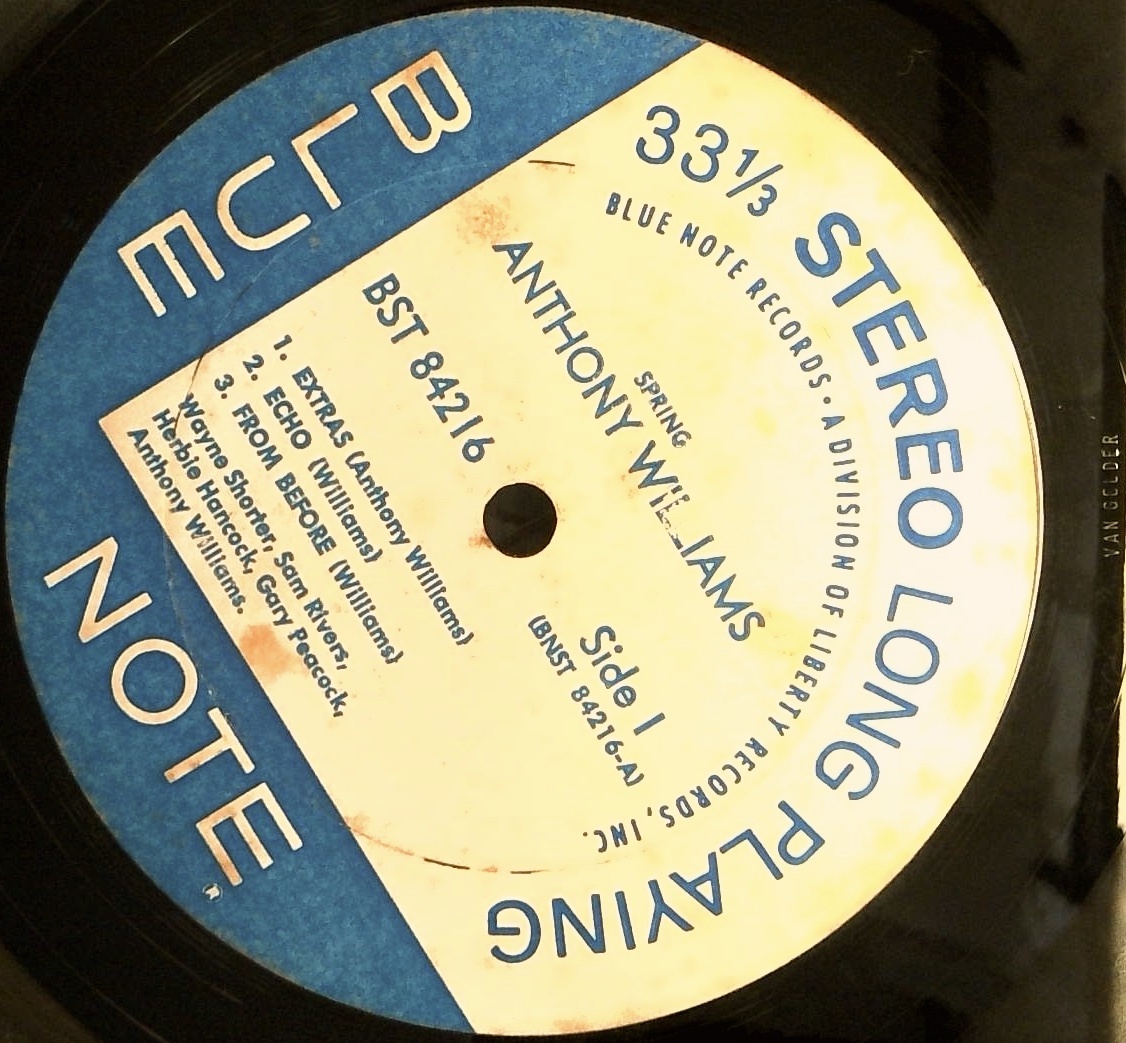 33 1/3 STEREO LONG PLAYING
BLUE NOTE RECORDS • A DIVISION OF LIBERTY RECORDS, INC.
SPRING
ANTHONY WILLIAMS
BST 84216
Side 1
(BNST 84216-A)
1. EXTRAS (Anthony Williams)
2. ECHO (Williams)
3. FROM BEFORE (Williams)
Wayne Shorter, Sam Rivers,
Herbie Hancock, Gary Peacock,
Anthony Williams.
BLUE NOTE.
VAN GELDER